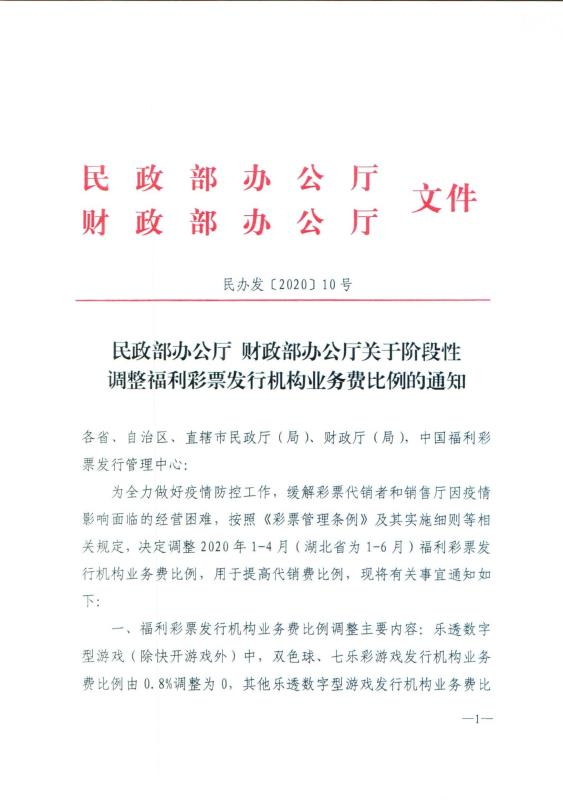 民政部办公厅
财政部办公厅 文件
民办发〔2020〕10号
民政部办公厅 财政部办公厅关于阶段性
调整福利彩票发行机构业务费比例的通知
各省、自治区、直辖市民政厅（局）、财政厅（局），中国福利彩
票发行管理中心：
为全力做好疫情防控工作，缓解彩票代销者和销售厅因疫情
影响面临的经营困难，按照《彩票管理条例》及其实施细则等相
关规定，决定调整2020年1-4月（湖北省为1-6月）福利彩票发
行机构业务费比例，用于提高代销费比例，现将有关事宜通知如
下：
一、福利彩票发行机构业务费比例调整主要内容：乐透数字
型游戏（除快开游戏外）中，双色球、七乐彩游戏发行机构业务
费比例由0.8%调整为0，其他乐透数字型游戏发行机构业务费比
—1—